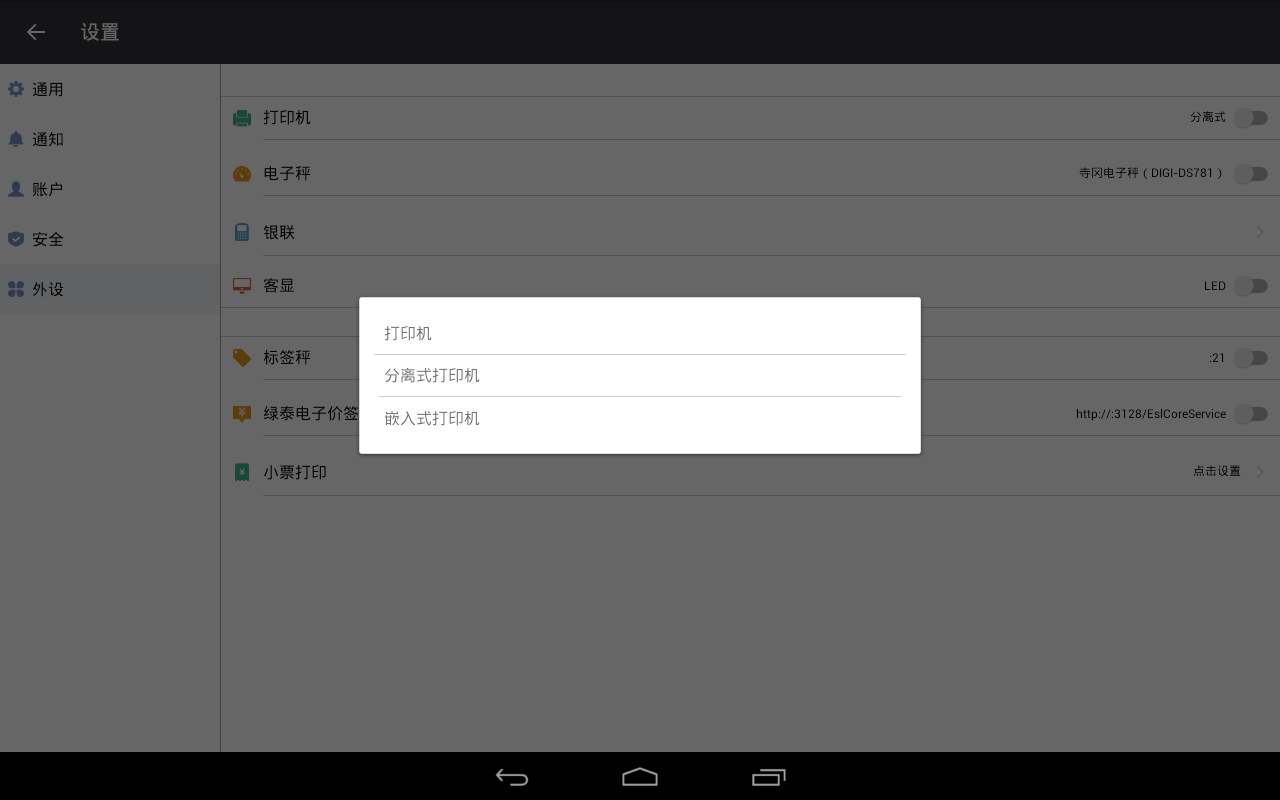 设置
通用
通知
账户
安全
外设
打印机 分离式
电子秤 寺冈电子秤（DIGI-DS781）
银联
客显 LED
标签秤 :21
绿泰电子价签 http://:3128/EslCoreService
小票打印 点击设置
打印机
分离式打印机
嵌入式打印机